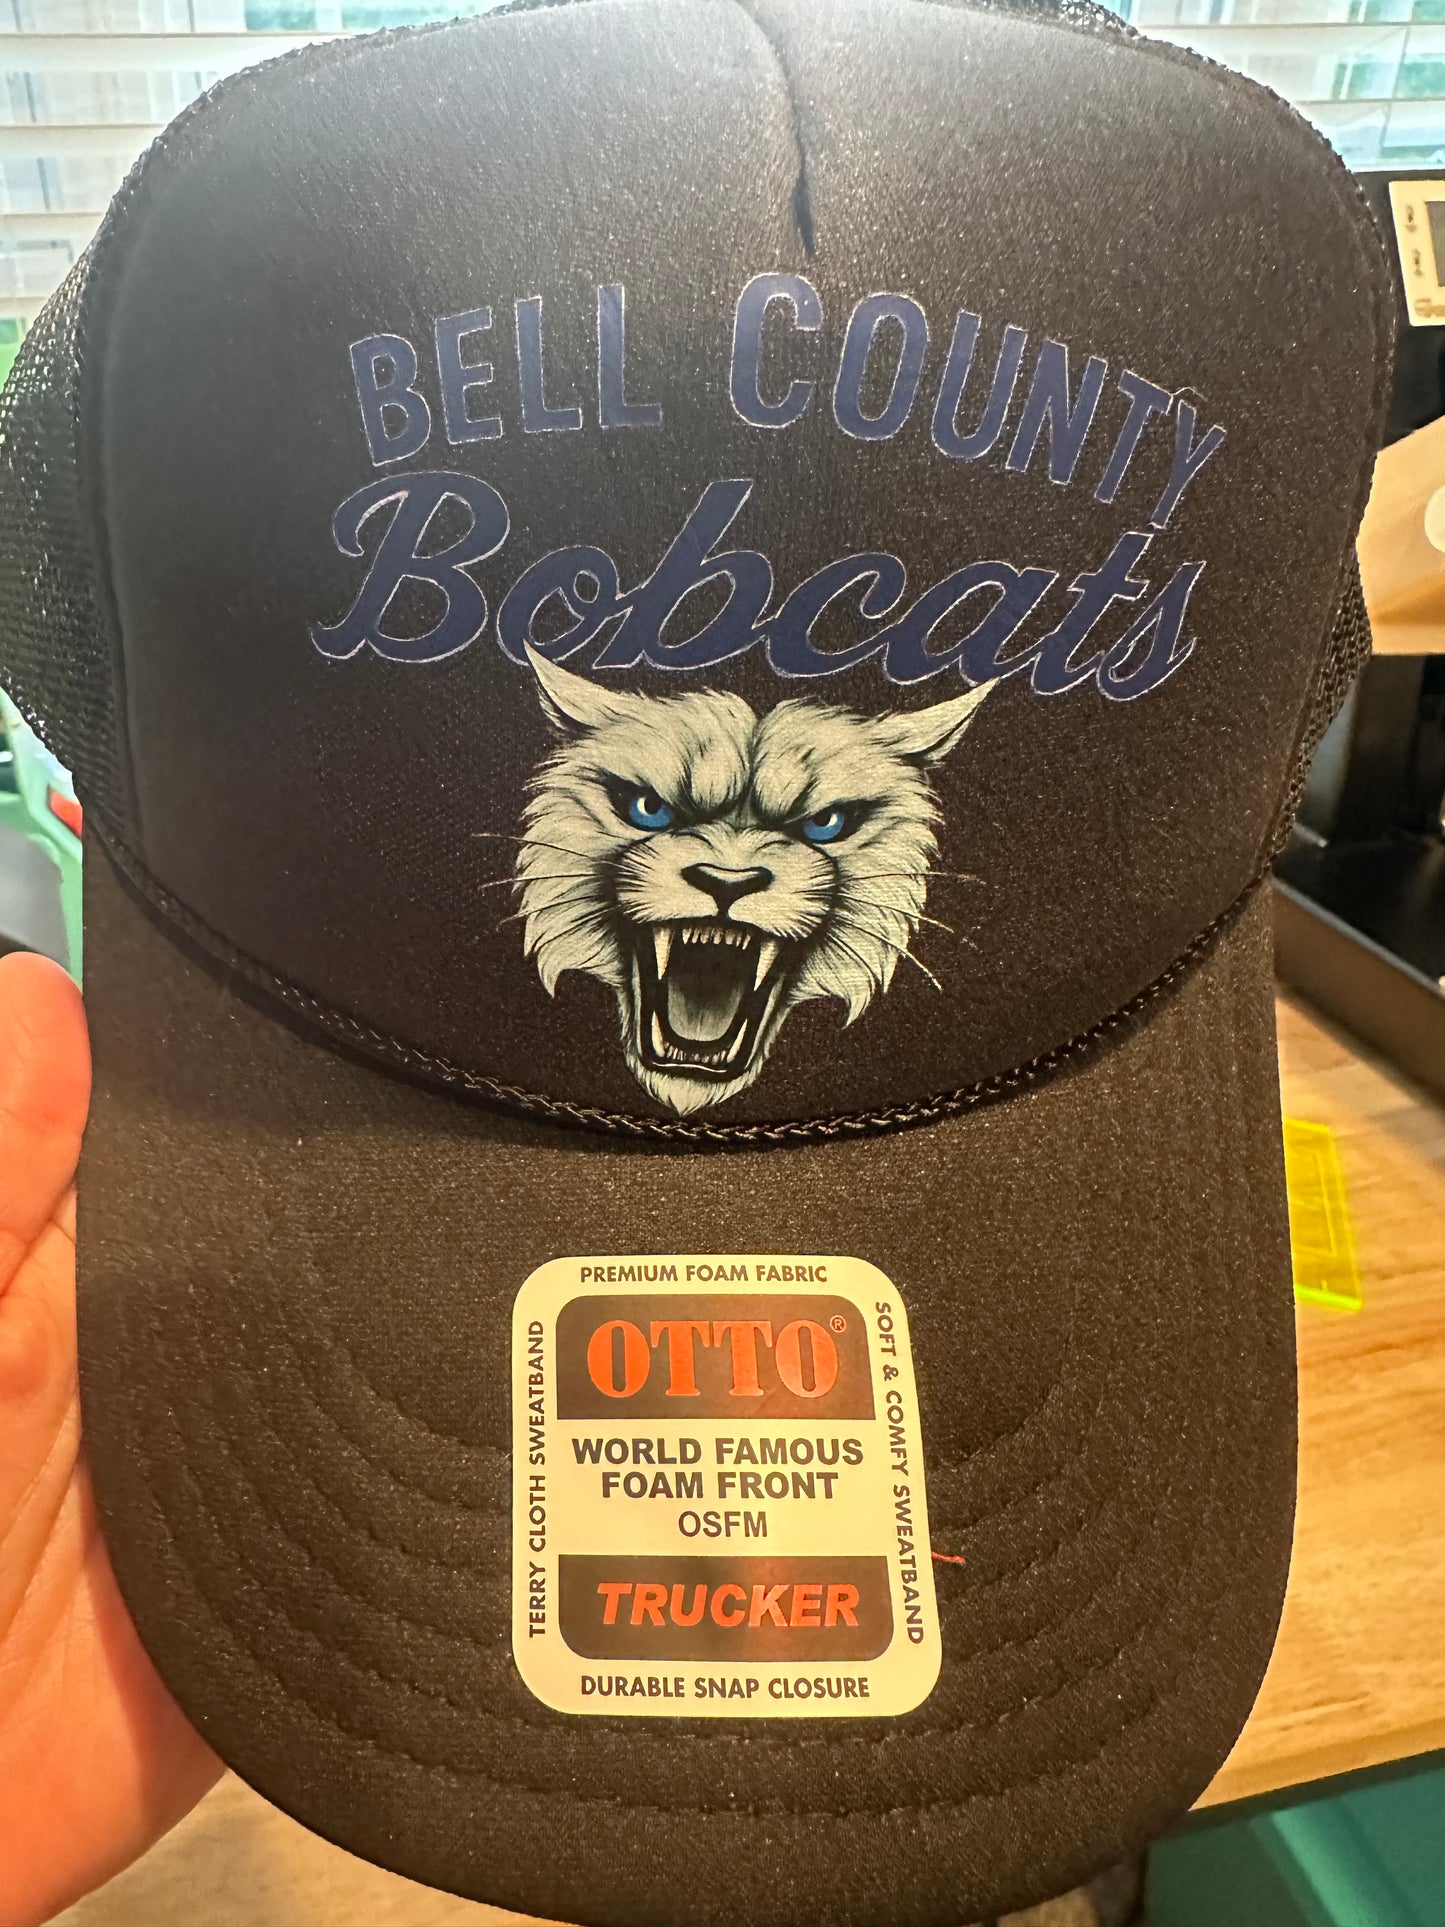 BELL COUNTY
Bobcats
PREMIUM FOAM FABRIC
OTTO®
WORLD FAMOUS
FOAM FRONT
OSFM
TRUCKER
DURABLE SNAP CLOSURE
TERRY CLOTH SWEATBAND
SOFT & COMFY SWEATBAND